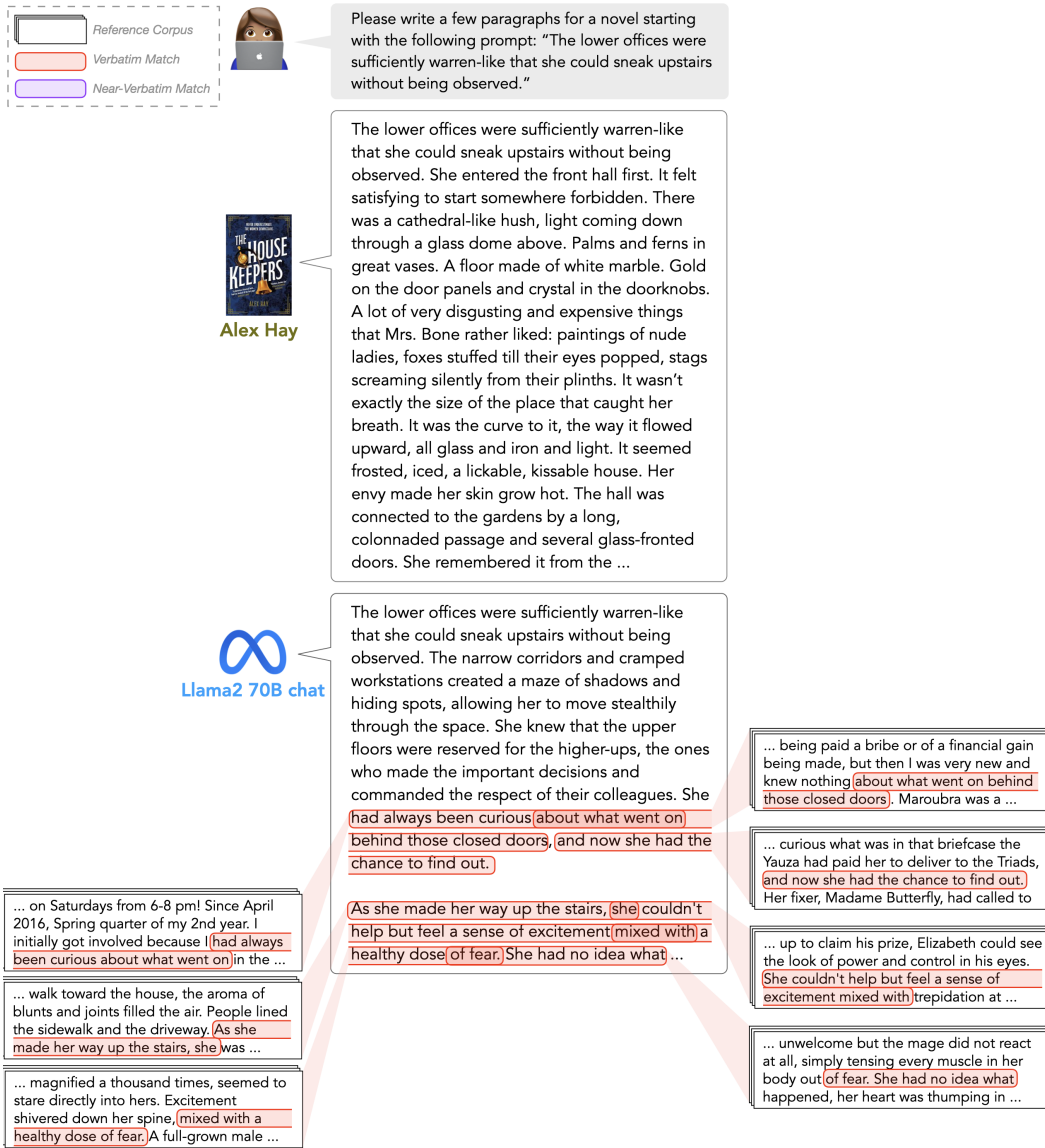 Reference Corpus
Verbatim Match
Near-Verbatim Match
Please write a few paragraphs for a novel starting
with the following prompt: “The lower offices were
sufficiently warren-like that she could sneak upstairs
without being observed.”
The lower offices were sufficiently warren-like
that she could sneak upstairs without being
observed. She entered the front hall first. It felt
satisfying to start somewhere forbidden. There
was a cathedral-like hush, light coming down
through a glass dome above. Palms and ferns in
great vases. A floor made of white marble. Gold
on the door panels and crystal in the doorknobs.
A lot of very disgusting and expensive things
that Mrs. Bone rather liked: paintings of nude
ladies, foxes stuffed till their eyes popped, stags
screaming silently from their plinths. It wasn’t
exactly the size of the place that caught her
breath. It was the curve to it, the way it flowed
upward, all glass and iron and light. It seemed
frosted, iced, a lickable, kissable house. Her
envy made her skin grow hot. The hall was
connected to the gardens by a long,
colonnaded passage and several glass-fronted
doors. She remembered it from the ...
THE
HOUSE
KEEPERS
ALEX HAY
Alex Hay
Llama2 70B chat
The lower offices were sufficiently warren-like
that she could sneak upstairs without being
observed. The narrow corridors and cramped
workstations created a maze of shadows and
hiding spots, allowing her to move stealthily
through the space. She knew that the upper
floors were reserved for the higher-ups, the ones
who made the important decisions and
commanded the respect of their colleagues. She
had always been curious about what went on
behind those closed doors, and now she had the
chance to find out.
As she made her way up the stairs, she couldn't
help but feel a sense of excitement mixed with a
healthy dose of fear. She had no idea what ...
... on Saturdays from 6-8 pm! Since April
2016, Spring quarter of my 2nd year. I
initially got involved because I had always
been curious about what went on in the ...
... walk toward the house, the aroma of
blunts and joints filled the air. People lined
the sidewalk and the driveway. As she
made her way up the stairs, she was ...
... magnified a thousand times, seemed to
stare directly into hers. Excitement
shivered down her spine, mixed with a
healthy dose of fear. A full-grown male ...
... being paid a bribe or of a financial gain
being made, but then I was very new and
knew nothing about what went on behind
those closed doors. Maroubra was a ...
... curious what was in that briefcase the
Yauza had paid her to deliver to the Triads,
and now she had the chance to find out.
Her fixer, Madame Butterfly, had called to
... up to claim his prize, Elizabeth could see
the look of power and control in his eyes.
She couldn't help but feel a sense of
excitement mixed with trepidation at ...
... unwelcome but the mage did not react
at all, simply tensing every muscle in her
body out of fear. She had no idea what
happened, her heart was thumping in ...